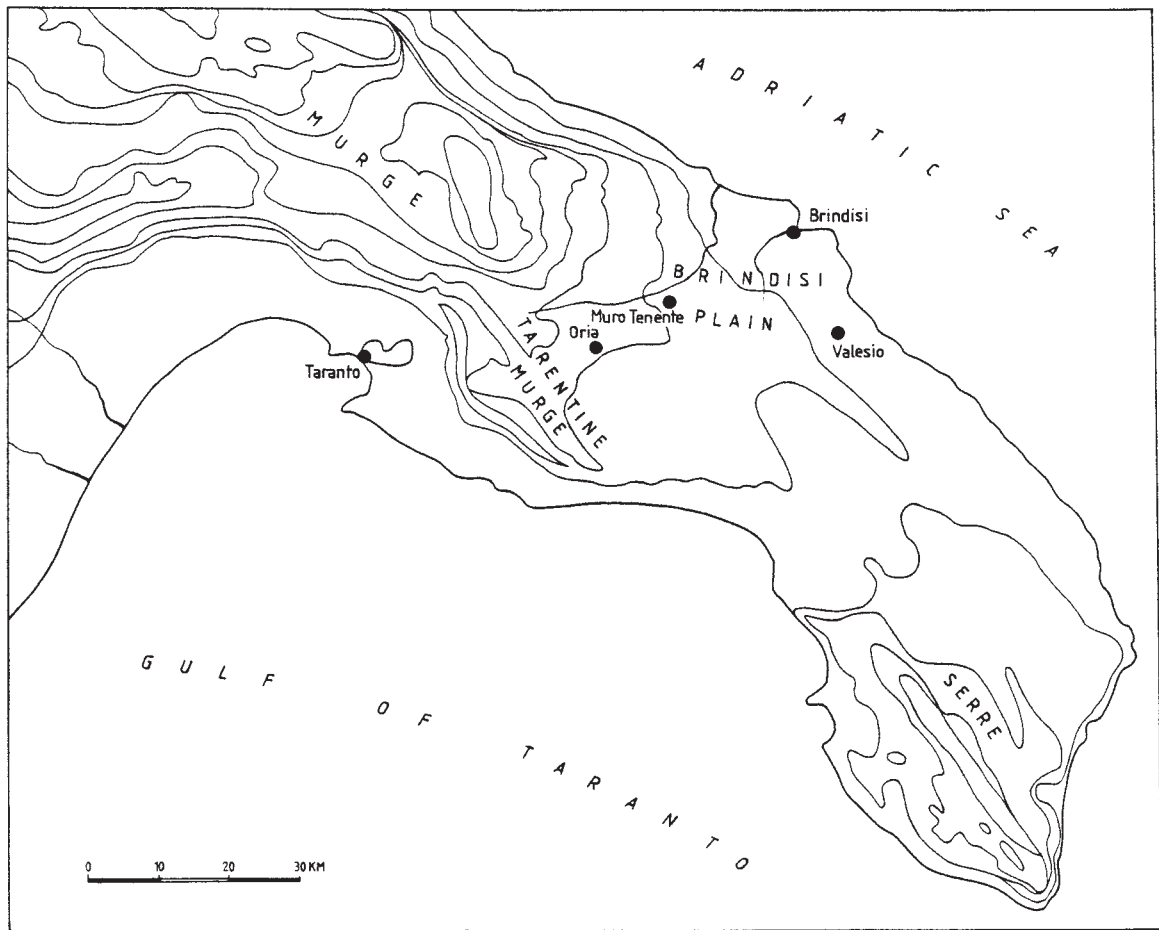 ADRIATIC SEA
MURGE
Brindisi
BRINDISI
PLAIN
Muro Tenente
Oria
Valesio
TARENTINE
MURGE
Taranto
GULF OF TARANTO
SERRE
0 10 20 30 KM